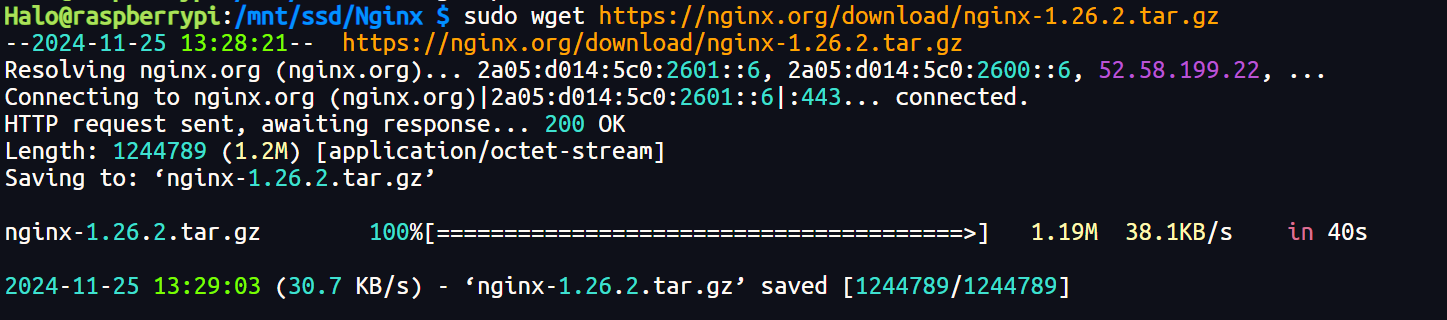 Halo@raspberrypi:/mnt/ssd/Nginx $ sudo wget https://nginx.org/download/nginx-1.26.2.tar.gz
--2024-11-25 13:28:21--  https://nginx.org/download/nginx-1.26.2.tar.gz
Resolving nginx.org (nginx.org)... 2a05:d014:5c0:2601::6, 2a05:d014:5c0:2600::6, 52.58.199.22, ...
Connecting to nginx.org (nginx.org)|2a05:d014:5c0:2601::6|:443... connected.
HTTP request sent, awaiting response... 200 OK
Length: 1244789 (1.2M) [application/octet-stream]
Saving to: ‘nginx-1.26.2.tar.gz’
nginx-1.26.2.tar.gz        100%[=======================================>]   1.19M  38.1KB/s    in 40s
2024-11-25 13:29:03 (30.7 KB/s) - ‘nginx-1.26.2.tar.gz’ saved [1244789/1244789]